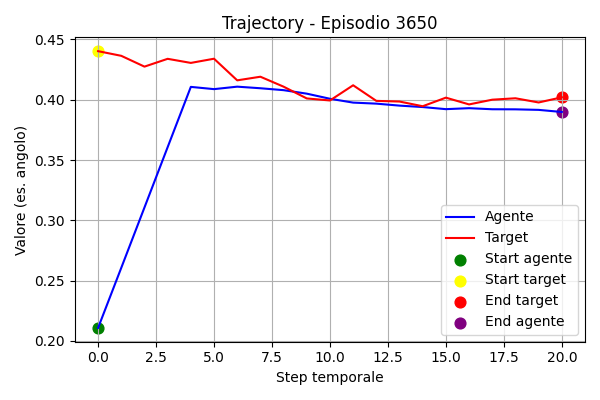 Trajectory - Episodio 3650
Valore (es. angolo)
0.45
0.40
0.35
0.30
0.25
0.20
0.0
2.5
5.0
7.5
10.0
12.5
15.0
17.5
20.0
Step temporale
Agente
Target
Start agente
Start target
End target
End agente